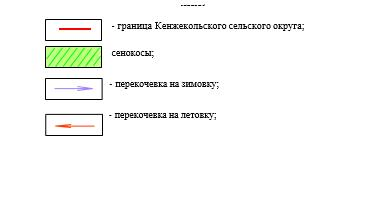 - граница Кенжекольского сельского округа;
сенокосы;
- перекочевка на зимовку;
- перекочевка на летовку;